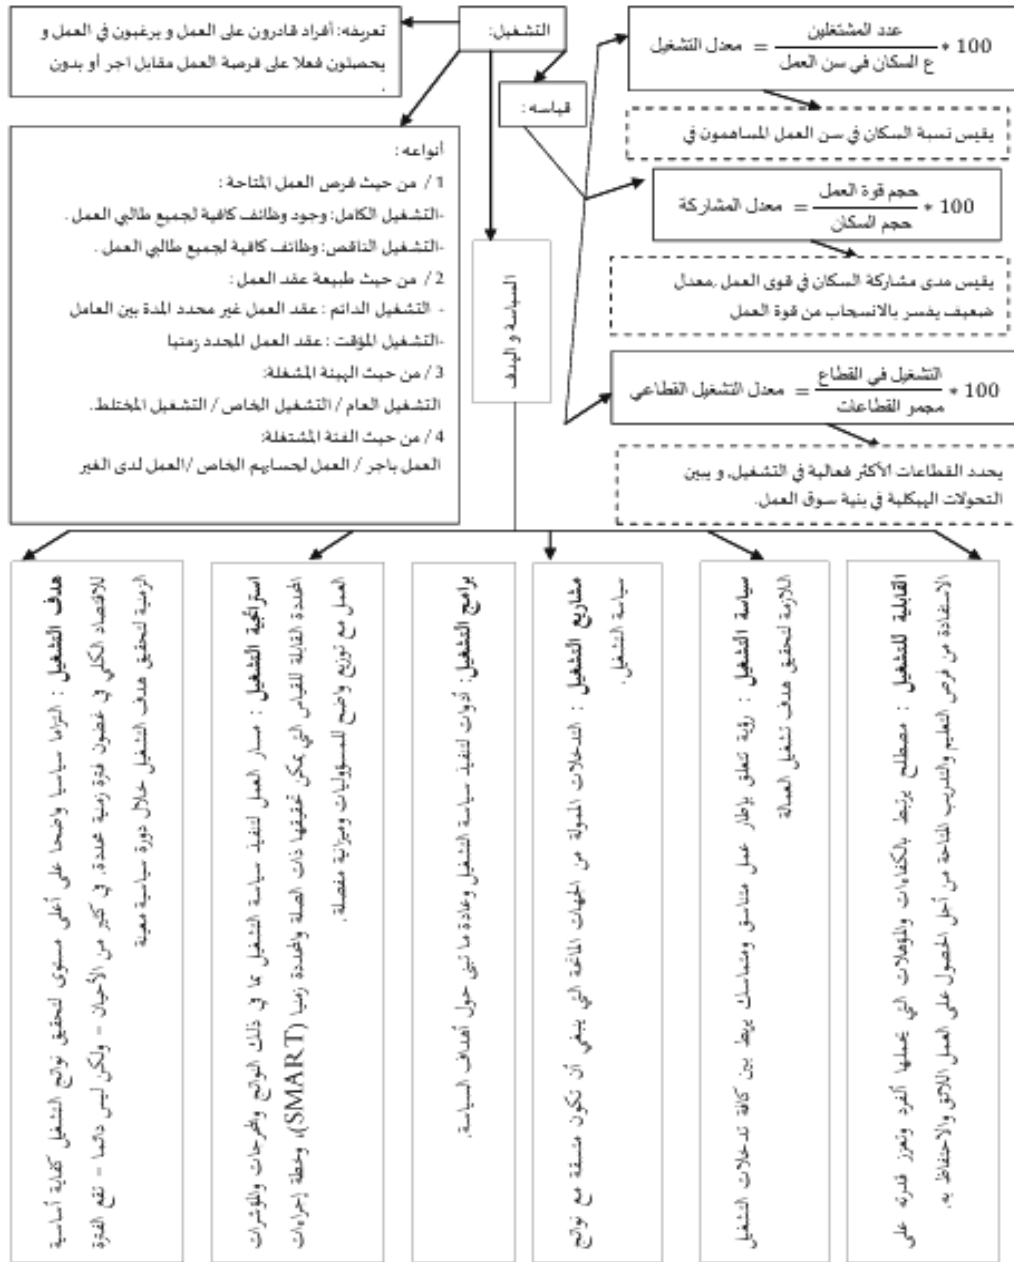 التشغيل:
تعريفه: أفراد قادرون على العمل و يرغبون في العمل و
يحصلون فعلا على فرصة العمل مقابل اجر أو بدون
.
قياسه :
معدل التشغيل = عدد المشتغلين / ع السكان في سن العمل * 100
يقيس نسبة السكان في سن العمل المساهمون في
معدل المشاركة = حجم قوة العمل / حجم السكان * 100
يقيس مدى مشاركة السكان في قوى العمل .معدل
ضعيف يفسر بالانسحاب من قوة العمل
معدل التشغيل القطاعي = التشغيل في القطاع / مجمر القطاعات * 100
يحدد القطاعات الأكثر فعالية في التشغيل، و يبين
التحولات الهيكلية في بنية سوق العمل.
أنواعه :
1 / من حيث فرص العمل المتاحة :
-التشغيل الكامل: وجود وظائف كافية لجميع طالبي العمل .
-التشغيل الناقص: وظائف كافية لجميع طالبي العمل .
2 / من حيث طبيعة عقد العمل :
- التشغيل الدائم : عقد العمل غير محدد المدة بين العامل
-التشغيل المؤقت : عقد العمل المحدد زمنيا
3 / من حيث الهيئة المشغلة:
التشغيل العام / التشغيل الخاص / التشغيل المختلط.
4 / من حيث الفئة المشتغلة:
العمل باجر / العمل لحسابهم الخاص /العمل لدى الغير
السياسة و الهدف
القابلية للتشغيل : مصطلح يرتبط بالكفاءات والمؤهلات التي يحملها الفرد وتعزز قدرته على
الاستفادة من فرص التعليم والتدريب المتاحة من أجل الحصول على العمل اللائق والاحتفاظ به.
سياسة التشغيل : رؤية تتعلق بإطار عمل متناسق ومتماسك يربط بين كافة تدخلات التشغيل
اللازمة لتحقيق هدف تشغيل العمالة
مشاريع التشغيل : التدخلات الممولة من الجهات المانحة التي ينبغي أن تكون متسقة مع نواتج
سياسة التشغيل.
برامج التشغيل: أدوات لتنفيذ سياسة التشغيل وعادة ما تبنى حول أهداف السياسة.
استراتجية التشغيل : مسار العمل لتنفيذ سياسة التشغيل بما في ذلك النواتج والمخرجات والمؤشرات
المحددة القابلة للقياس التي يمكن تحقيقها ذات الصلة والمحددة زمنيا (SMART)، وخطة إجراءات
العمل مع توزيع واضح للمسؤوليات وميزانية مفصلة.
هدف التشغيل : التزاما سياسيا واضحا على أعلى مستوى لتحقيق نواتج التشغيل كغاية أساسية
للاقتصاد الكلي في غضون فترة زمنية محددة. في كثير من الأحيان - ولكن ليس دائما - تقع الفترة
الزمنية لتحقيق هدف التشغيل خلال دورة سياسية معينة